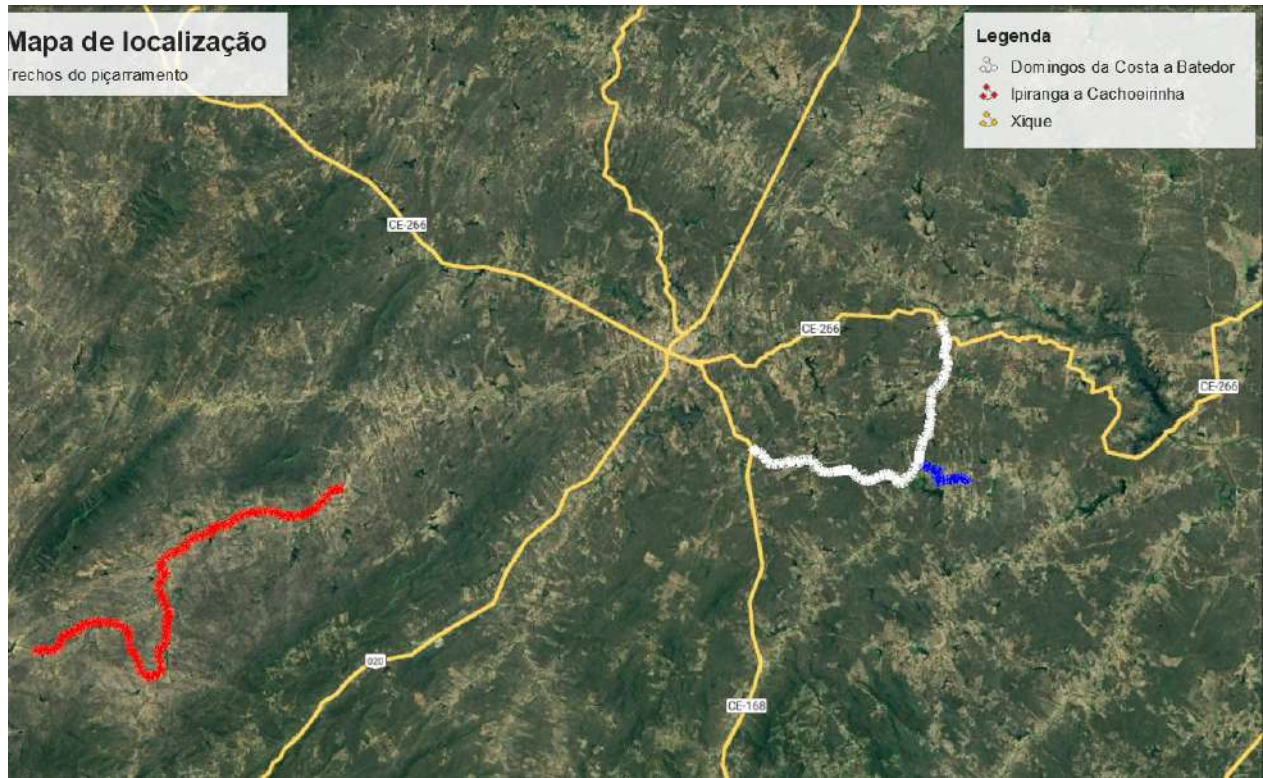 Mapa de localização
Trechos do piçarramento
Legenda
Domingos da Costa a Batedor
Ipiranga a Cachoeirinha
Xique
CE-266
CE-266
CE-266
020
CE-168